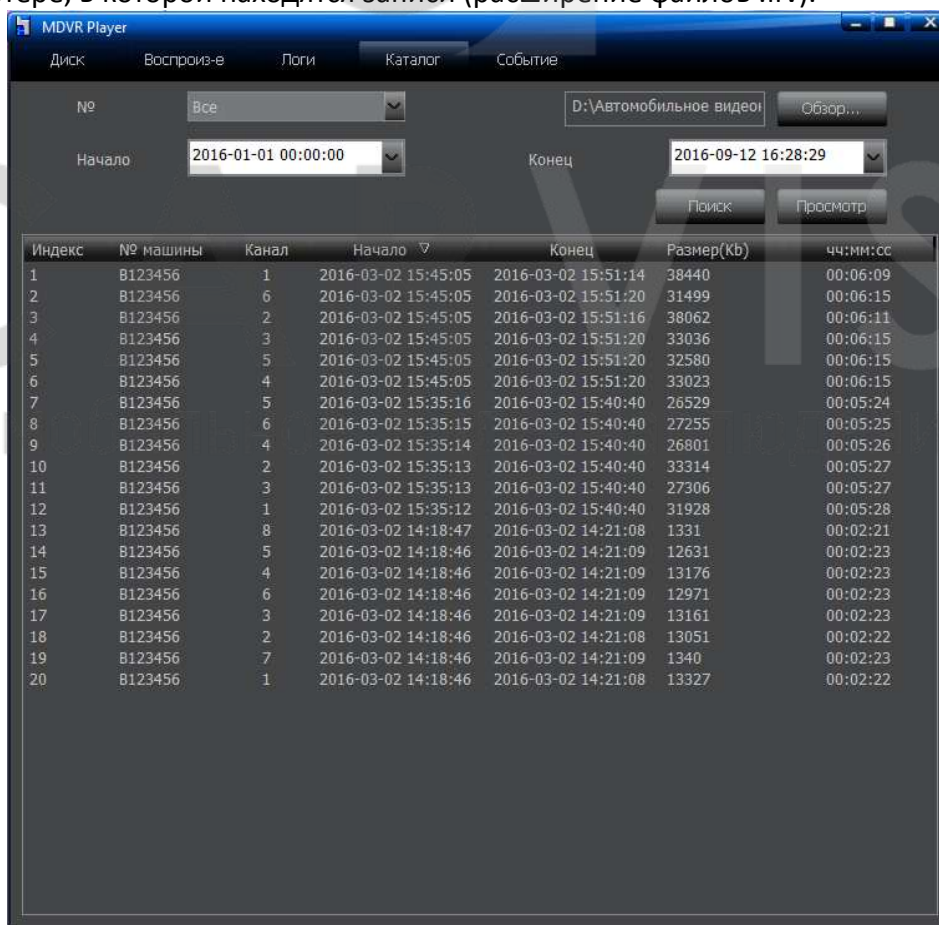 в которой находятся записи (расширение файлов
MDVR Player
Диск Воспроиз-е Логи Каталог Событие
№ Все D:\Автомобильное видео Обзор...
Начало 2016-01-01 00:00:00 Конец 2016-09-12 16:28:29
Поиск Просмотр
Индекс № машины Канал Начало Конец Размер(Kb) чч:мм:сс
1 B123456 1 2016-03-02 15:45:05 2016-03-02 15:51:14 38440 00:06:09
2 B123456 6 2016-03-02 15:45:05 2016-03-02 15:51:20 31499 00:06:15
3 B123456 2 2016-03-02 15:45:05 2016-03-02 15:51:16 38062 00:06:11
4 B123456 3 2016-03-02 15:45:05 2016-03-02 15:51:20 33036 00:06:15
5 B123456 5 2016-03-02 15:45:05 2016-03-02 15:51:20 32580 00:06:15
6 B123456 4 2016-03-02 15:45:05 2016-03-02 15:51:20 33023 00:06:15
7 B123456 5 2016-03-02 15:35:16 2016-03-02 15:40:40 26529 00:05:24
8 B123456 6 2016-03-02 15:35:15 2016-03-02 15:40:40 27255 00:05:25
9 B123456 4 2016-03-02 15:35:14 2016-03-02 15:40:40 26801 00:05:26
10 B123456 2 2016-03-02 15:35:13 2016-03-02 15:40:40 33314 00:05:27
11 B123456 3 2016-03-02 15:35:13 2016-03-02 15:40:40 27306 00:05:27
12 B123456 1 2016-03-02 15:35:12 2016-03-02 15:40:40 31928 00:05:28
13 B123456 8 2016-03-02 14:18:47 2016-03-02 14:21:08 1331 00:02:21
14 B123456 5 2016-03-02 14:18:46 2016-03-02 14:21:09 12631 00:02:23
15 B123456 4 2016-03-02 14:18:46 2016-03-02 14:21:09 13176 00:02:23
16 B123456 6 2016-03-02 14:18:46 2016-03-02 14:21:09 12971 00:02:23
17 B123456 3 2016-03-02 14:18:46 2016-03-02 14:21:09 13161 00:02:23
18 B123456 2 2016-03-02 14:18:46 2016-03-02 14:21:08 13051 00:02:22
19 B123456 7 2016-03-02 14:18:46 2016-03-02 14:21:09 1340 00:02:23
20 B123456 1 2016-03-02 14:18:46 2016-03-02 14:21:08 13327 00:02:22